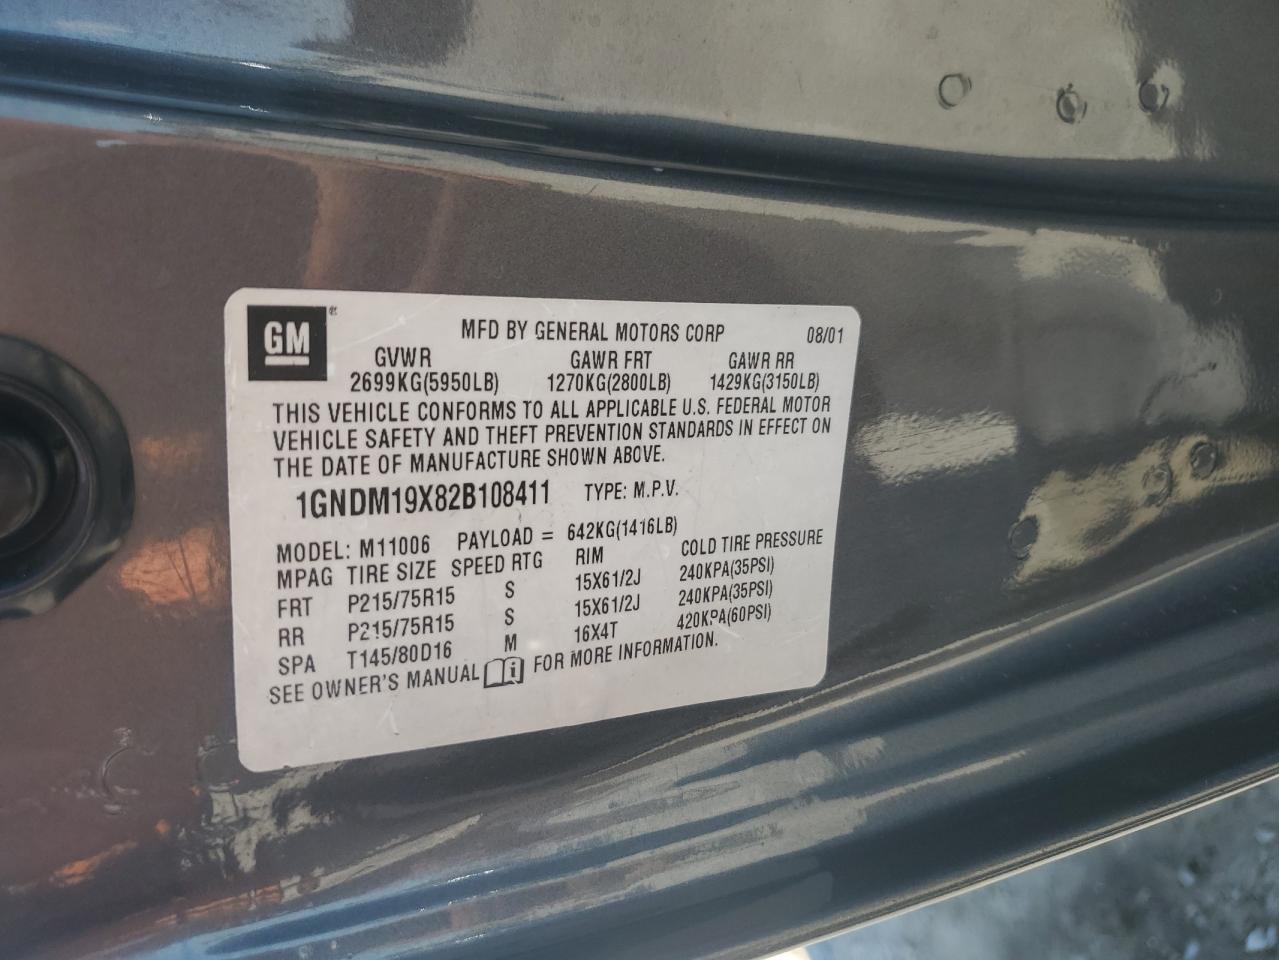 GM ®
MFD BY GENERAL MOTORS CORP 08/01
GVWR GAWR FRT GAWR RR
2699KG(5950LB) 1270KG(2800LB) 1429KG(3150LB)
THIS VEHICLE CONFORMS TO ALL APPLICABLE U.S. FEDERAL MOTOR
VEHICLE SAFETY AND THEFT PREVENTION STANDARDS IN EFFECT ON
THE DATE OF MANUFACTURE SHOWN ABOVE.
1GNDM19X82B108411 TYPE: M.P.V.
MODEL: M11006 PAYLOAD = 642KG(1416LB)
MPAG TIRE SIZE SPEED RTG RIM COLD TIRE PRESSURE
FRT P215/75R15 S 15X61/2J 240KPA(35PSI)
RR P215/75R15 S 15X61/2J 240KPA(35PSI)
SPA T145/80D16 M 16X4T 420KPA(60PSI)
SEE OWNER'S MANUAL i FOR MORE INFORMATION.